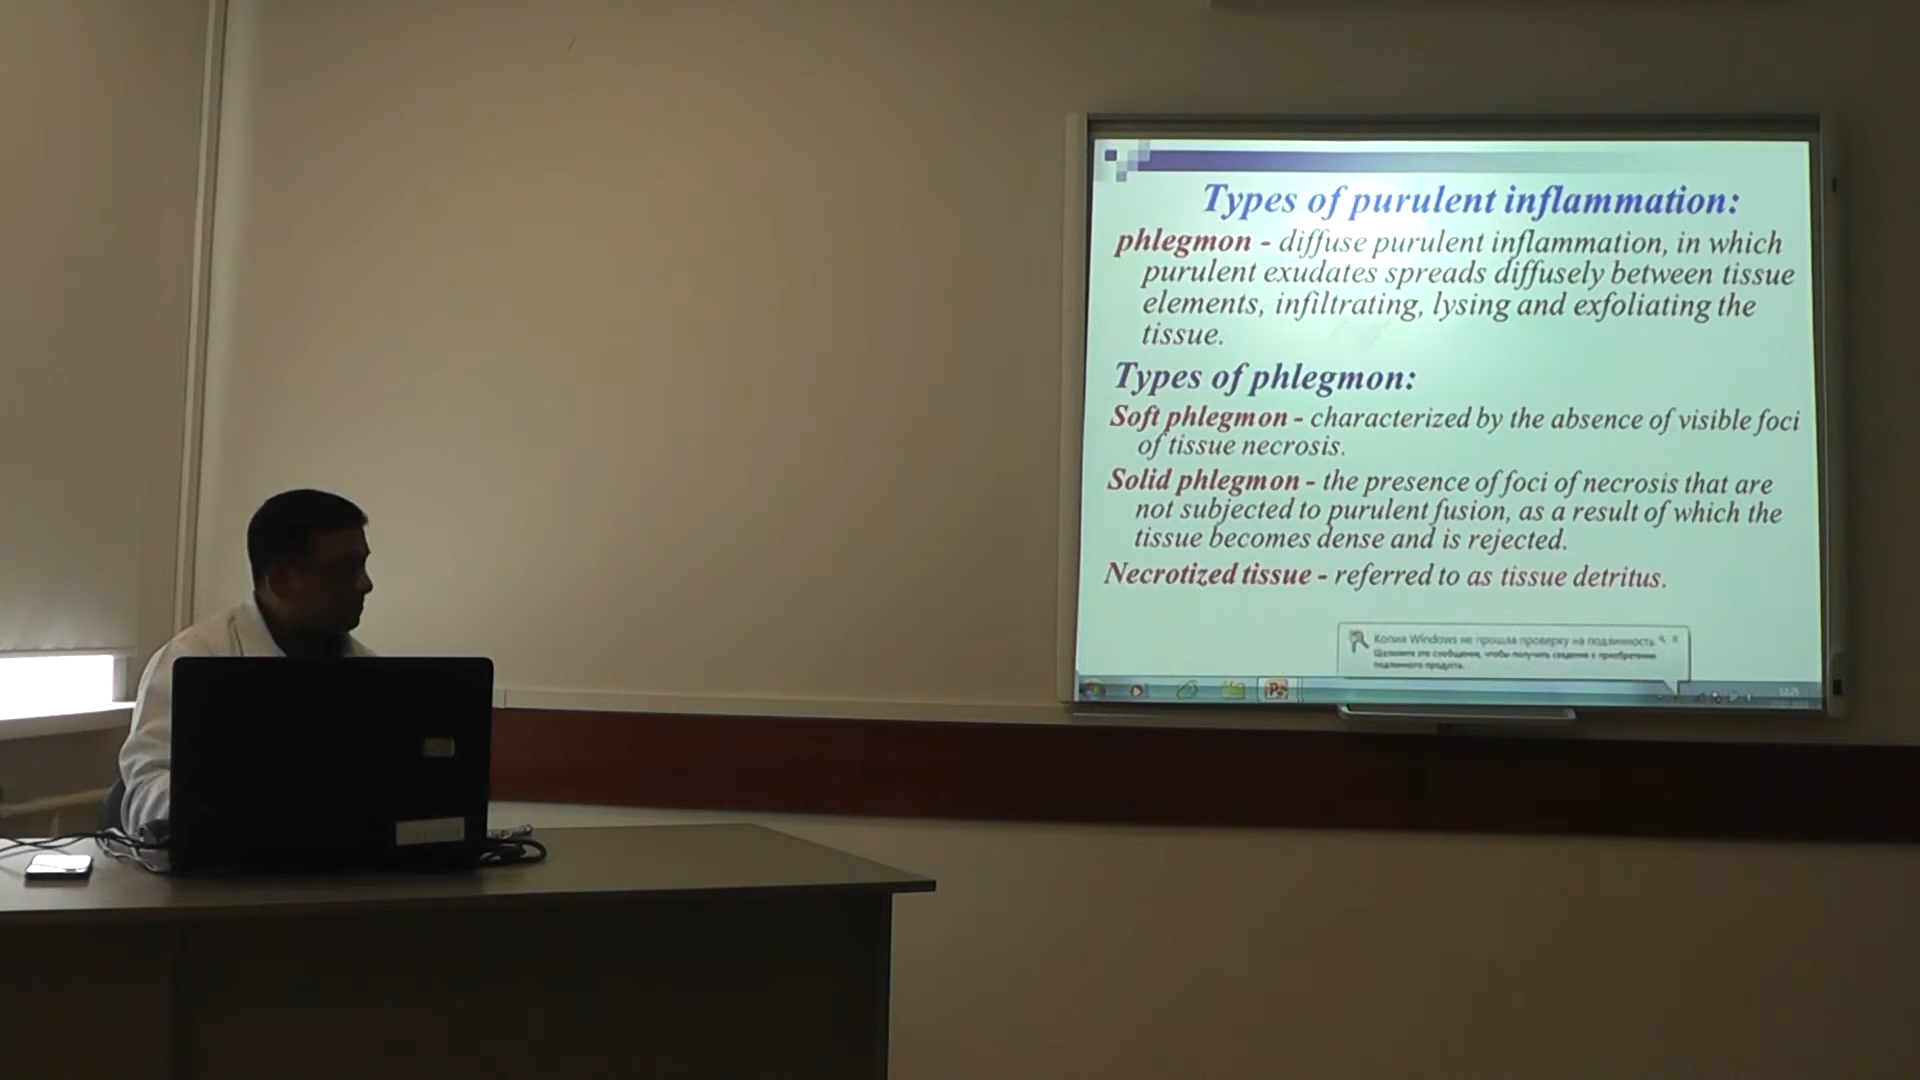 Types of purulent inflammation:
phlegmon - diffuse purulent inflammation, in which
purulent exudates spreads diffusely between tissue
elements, infiltrating, lysing and exfoliating the
tissue.
Types of phlegmon:
Soft phlegmon - characterized by the absence of visible foci
of tissue necrosis.
Solid phlegmon - the presence of foci of necrosis that are
not subjected to purulent fusion, as a result of which the
tissue becomes dense and is rejected.
Necrotized tissue - referred to as tissue detritus.
Копия Windows не прошла проверку на подлинность
Щелкните это сообщение, чтобы получить сведения о приобретении
подлинного продукта.